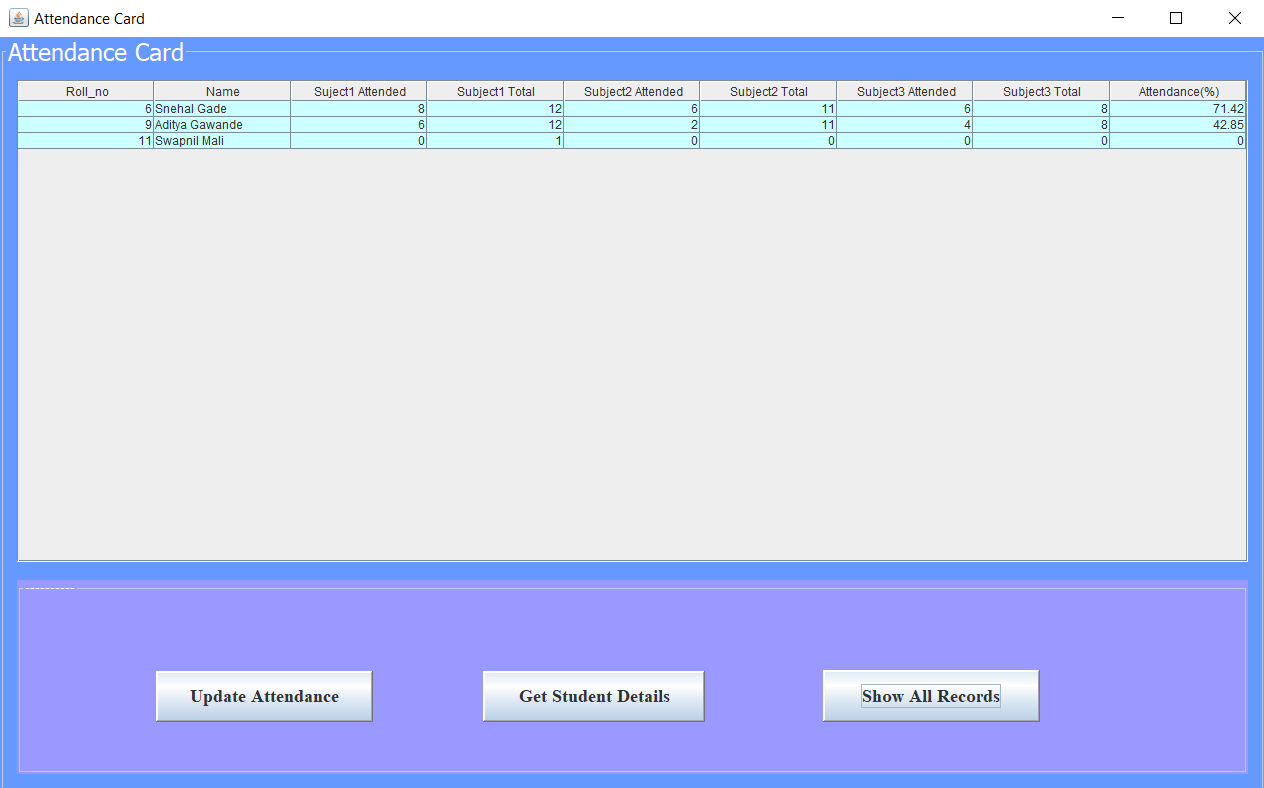 Attendance Card
Attendance Card
Roll_no Name Suject1 Attended Subject1 Total Subject2 Attended Subject2 Total Subject3 Attended Subject3 Total Attendance(%)
6 Snehal Gade 8 12 6 11 6 8 71.42
9 Aditya Gawande 6 12 2 11 4 8 42.85
11 Swapnil Mali 0 1 0 0 0 0 0
Update Attendance Get Student Details Show All Records